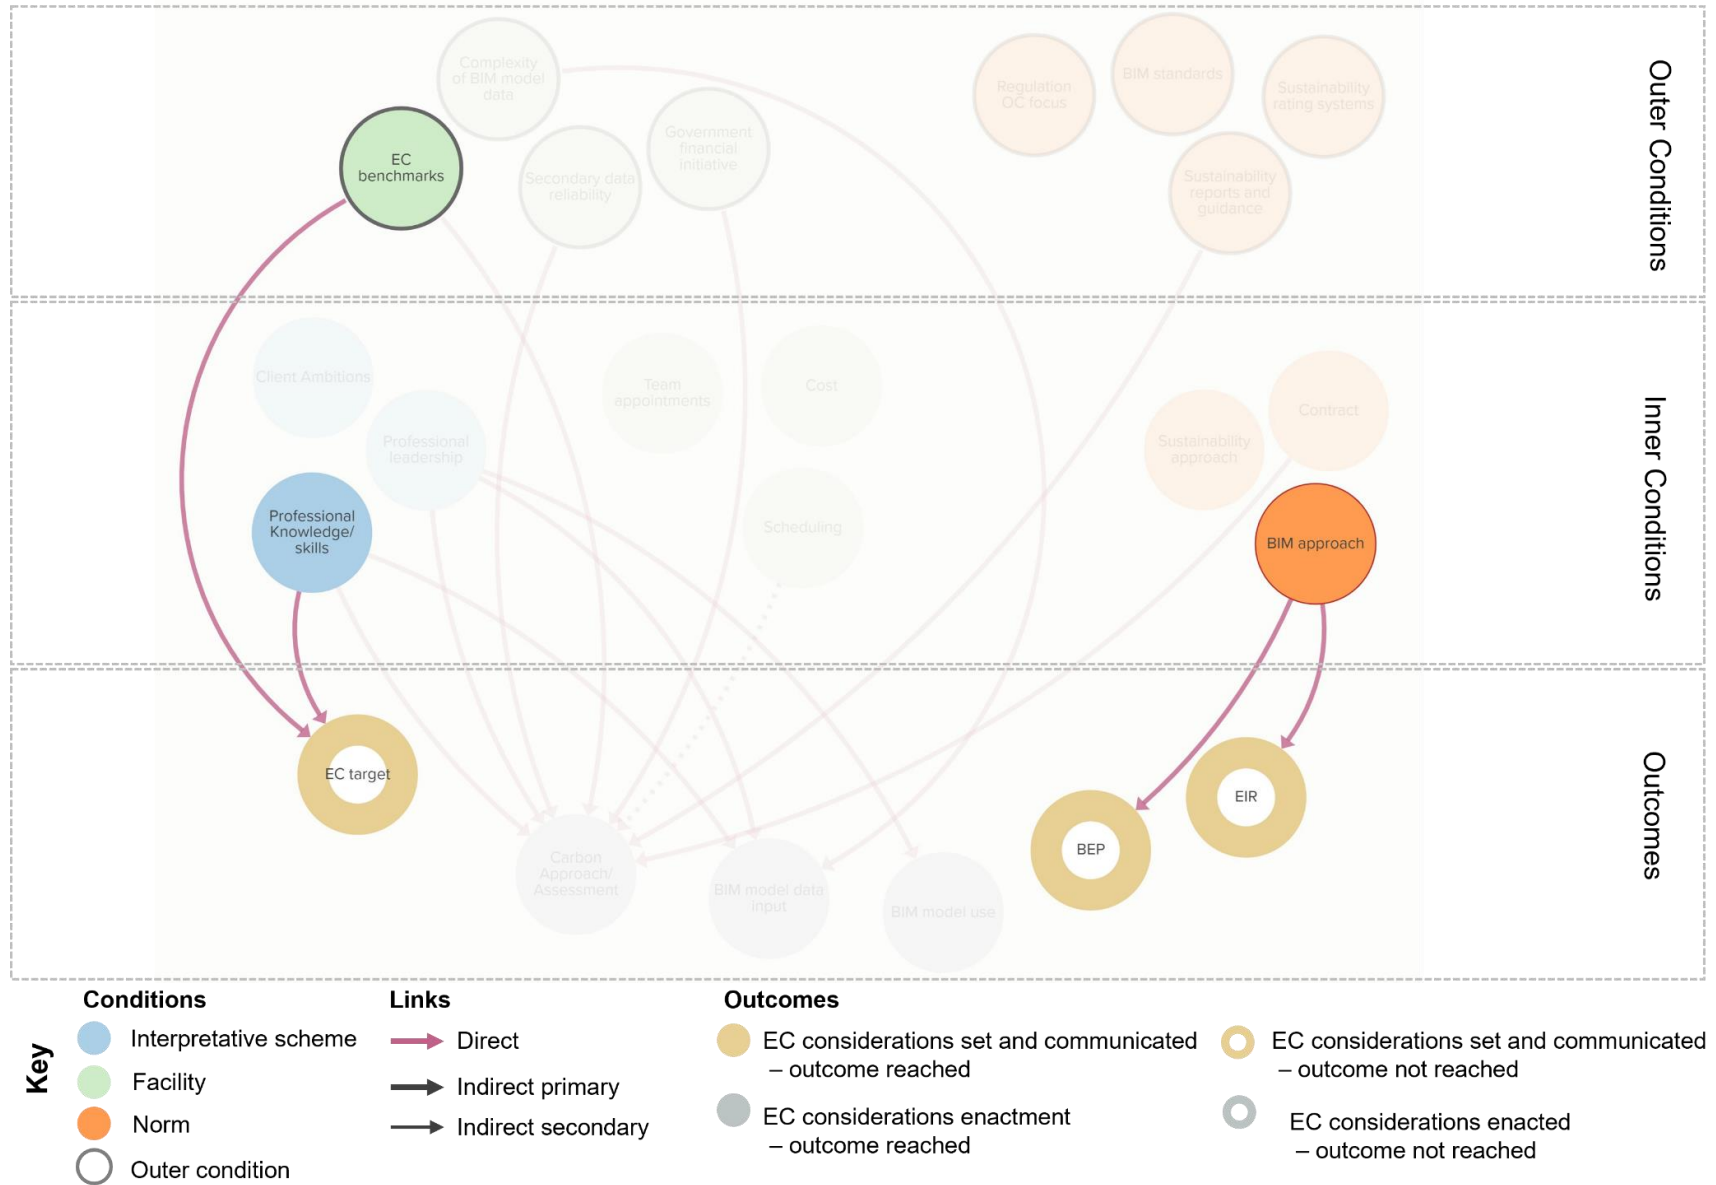 Complexity
of BIM model
data
EC
benchmarks
Secondary data
reliability
Government
financial
initiative
Regulation
OC focus
BIM standards
Sustainability
rating systems
Sustainability
reports and
guidance
Outer Conditions
Client Ambitions
Professional
leadership
Professional
Knowledge/
skills
Team
appointments
Cost
Scheduling
Sustainability
approach
Contract
BIM approach
Inner Conditions
EC target
Carbon
Approach/
Assessment
BIM model data
input
BIM model use
BEP
EIR
Outcomes
Key
Conditions
Interpretative scheme
Facility
Norm
Outer condition
Links
Direct
Indirect primary
Indirect secondary
Outcomes
EC considerations set and communicated
– outcome reached
EC considerations enactment
– outcome reached
EC considerations set and communicated
– outcome not reached
EC considerations enacted
– outcome not reached